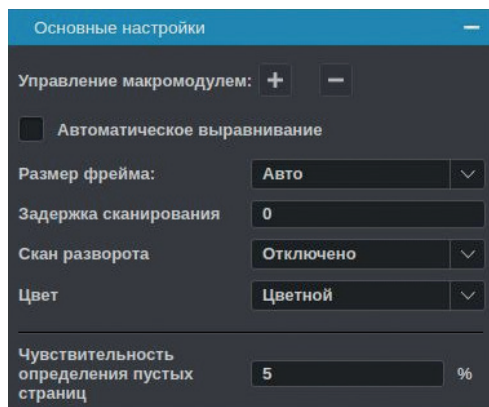 Основные настройки
Управление макромодулем:
Автоматическое выравнивание
Размер фрейма: Авто
Задержка сканирования 0
Скан разворота Отключено
Цвет Цветной
Чувствительность
определения пустых
страниц 5 %